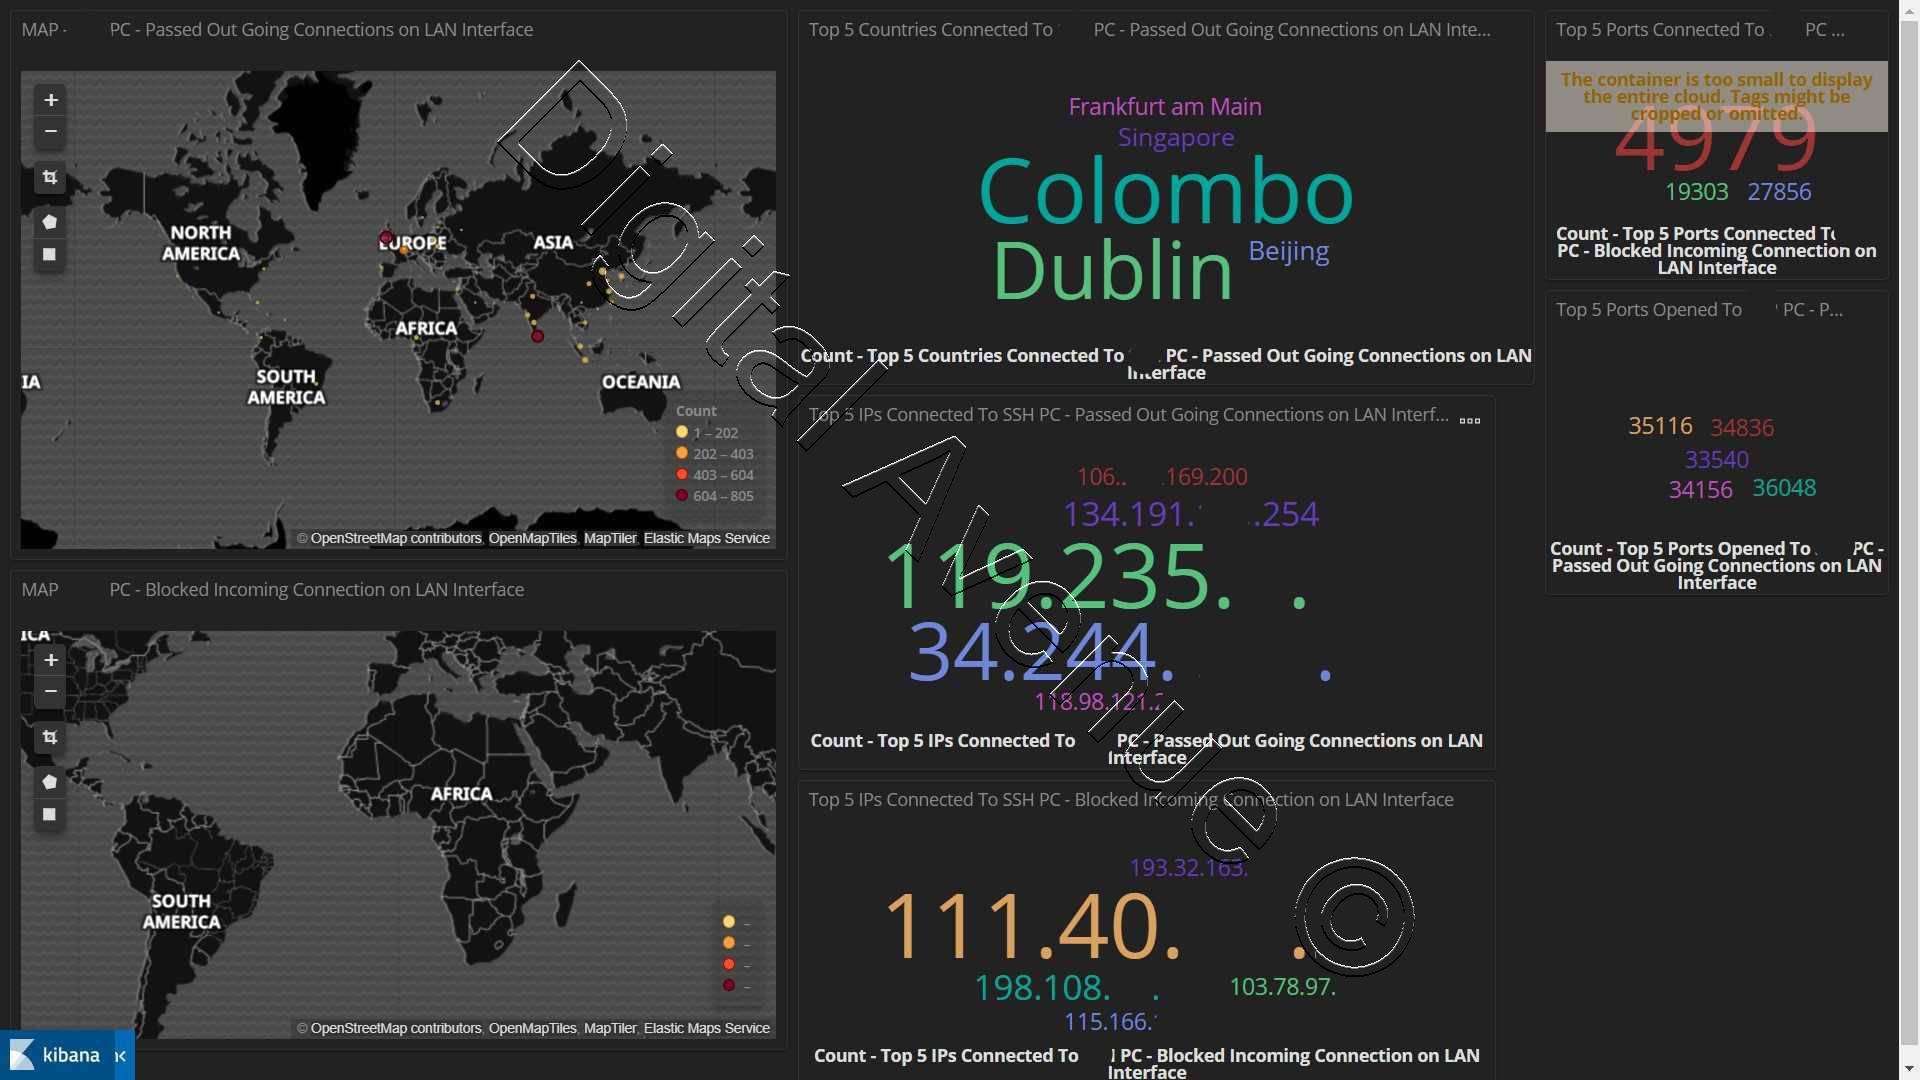 MAP - PC - Passed Out Going Connections on LAN Interface
NORTH
AMERICA
EUROPE
ASIA
AFRICA
IA
SOUTH
AMERICA
OCEANIA
Count
1 – 202
202 – 403
403 – 604
604 – 805
© OpenStreetMap contributors, OpenMapTiles, MapTiler, Elastic Maps Service
MAP PC - Blocked Incoming Connection on LAN Interface
ICA
AFRICA
SOUTH
AMERICA
–
–
–
–
© OpenStreetMap contributors, OpenMapTiles, MapTiler, Elastic Maps Service
kibana
Top 5 Countries Connected To PC - Passed Out Going Connections on LAN Inte...
Frankfurt am Main
Singapore
Colombo
Dublin
Beijing
Count - Top 5 Countries Connected To PC - Passed Out Going Connections on LAN
Interface
Top 5 IPs Connected To SSH PC - Passed Out Going Connections on LAN Interf...
106.. .169.200
134.191. .254
119.235. .
34.244. .
118.98.121.
Count - Top 5 IPs Connected To PC - Passed Out Going Connections on LAN
Interface
Top 5 IPs Connected To SSH PC - Blocked Incoming Connection on LAN Interface
193.32.163.
111.40. .
198.108. .
103.78.97.
115.166.
Count - Top 5 IPs Connected To PC - Blocked Incoming Connection on LAN
Interface
Top 5 Ports Connected To PC ...
The container is too small to display
the entire cloud. Tags might be
cropped or omitted.
4979
19303 27856
Count - Top 5 Ports Connected To
PC - Blocked Incoming Connection on
LAN Interface
Top 5 Ports Opened To PC - P...
35116 34836
33540
34156 36048
Count - Top 5 Ports Opened To PC -
Passed Out Going Connections on LAN
Interface
Digital Avenue ©